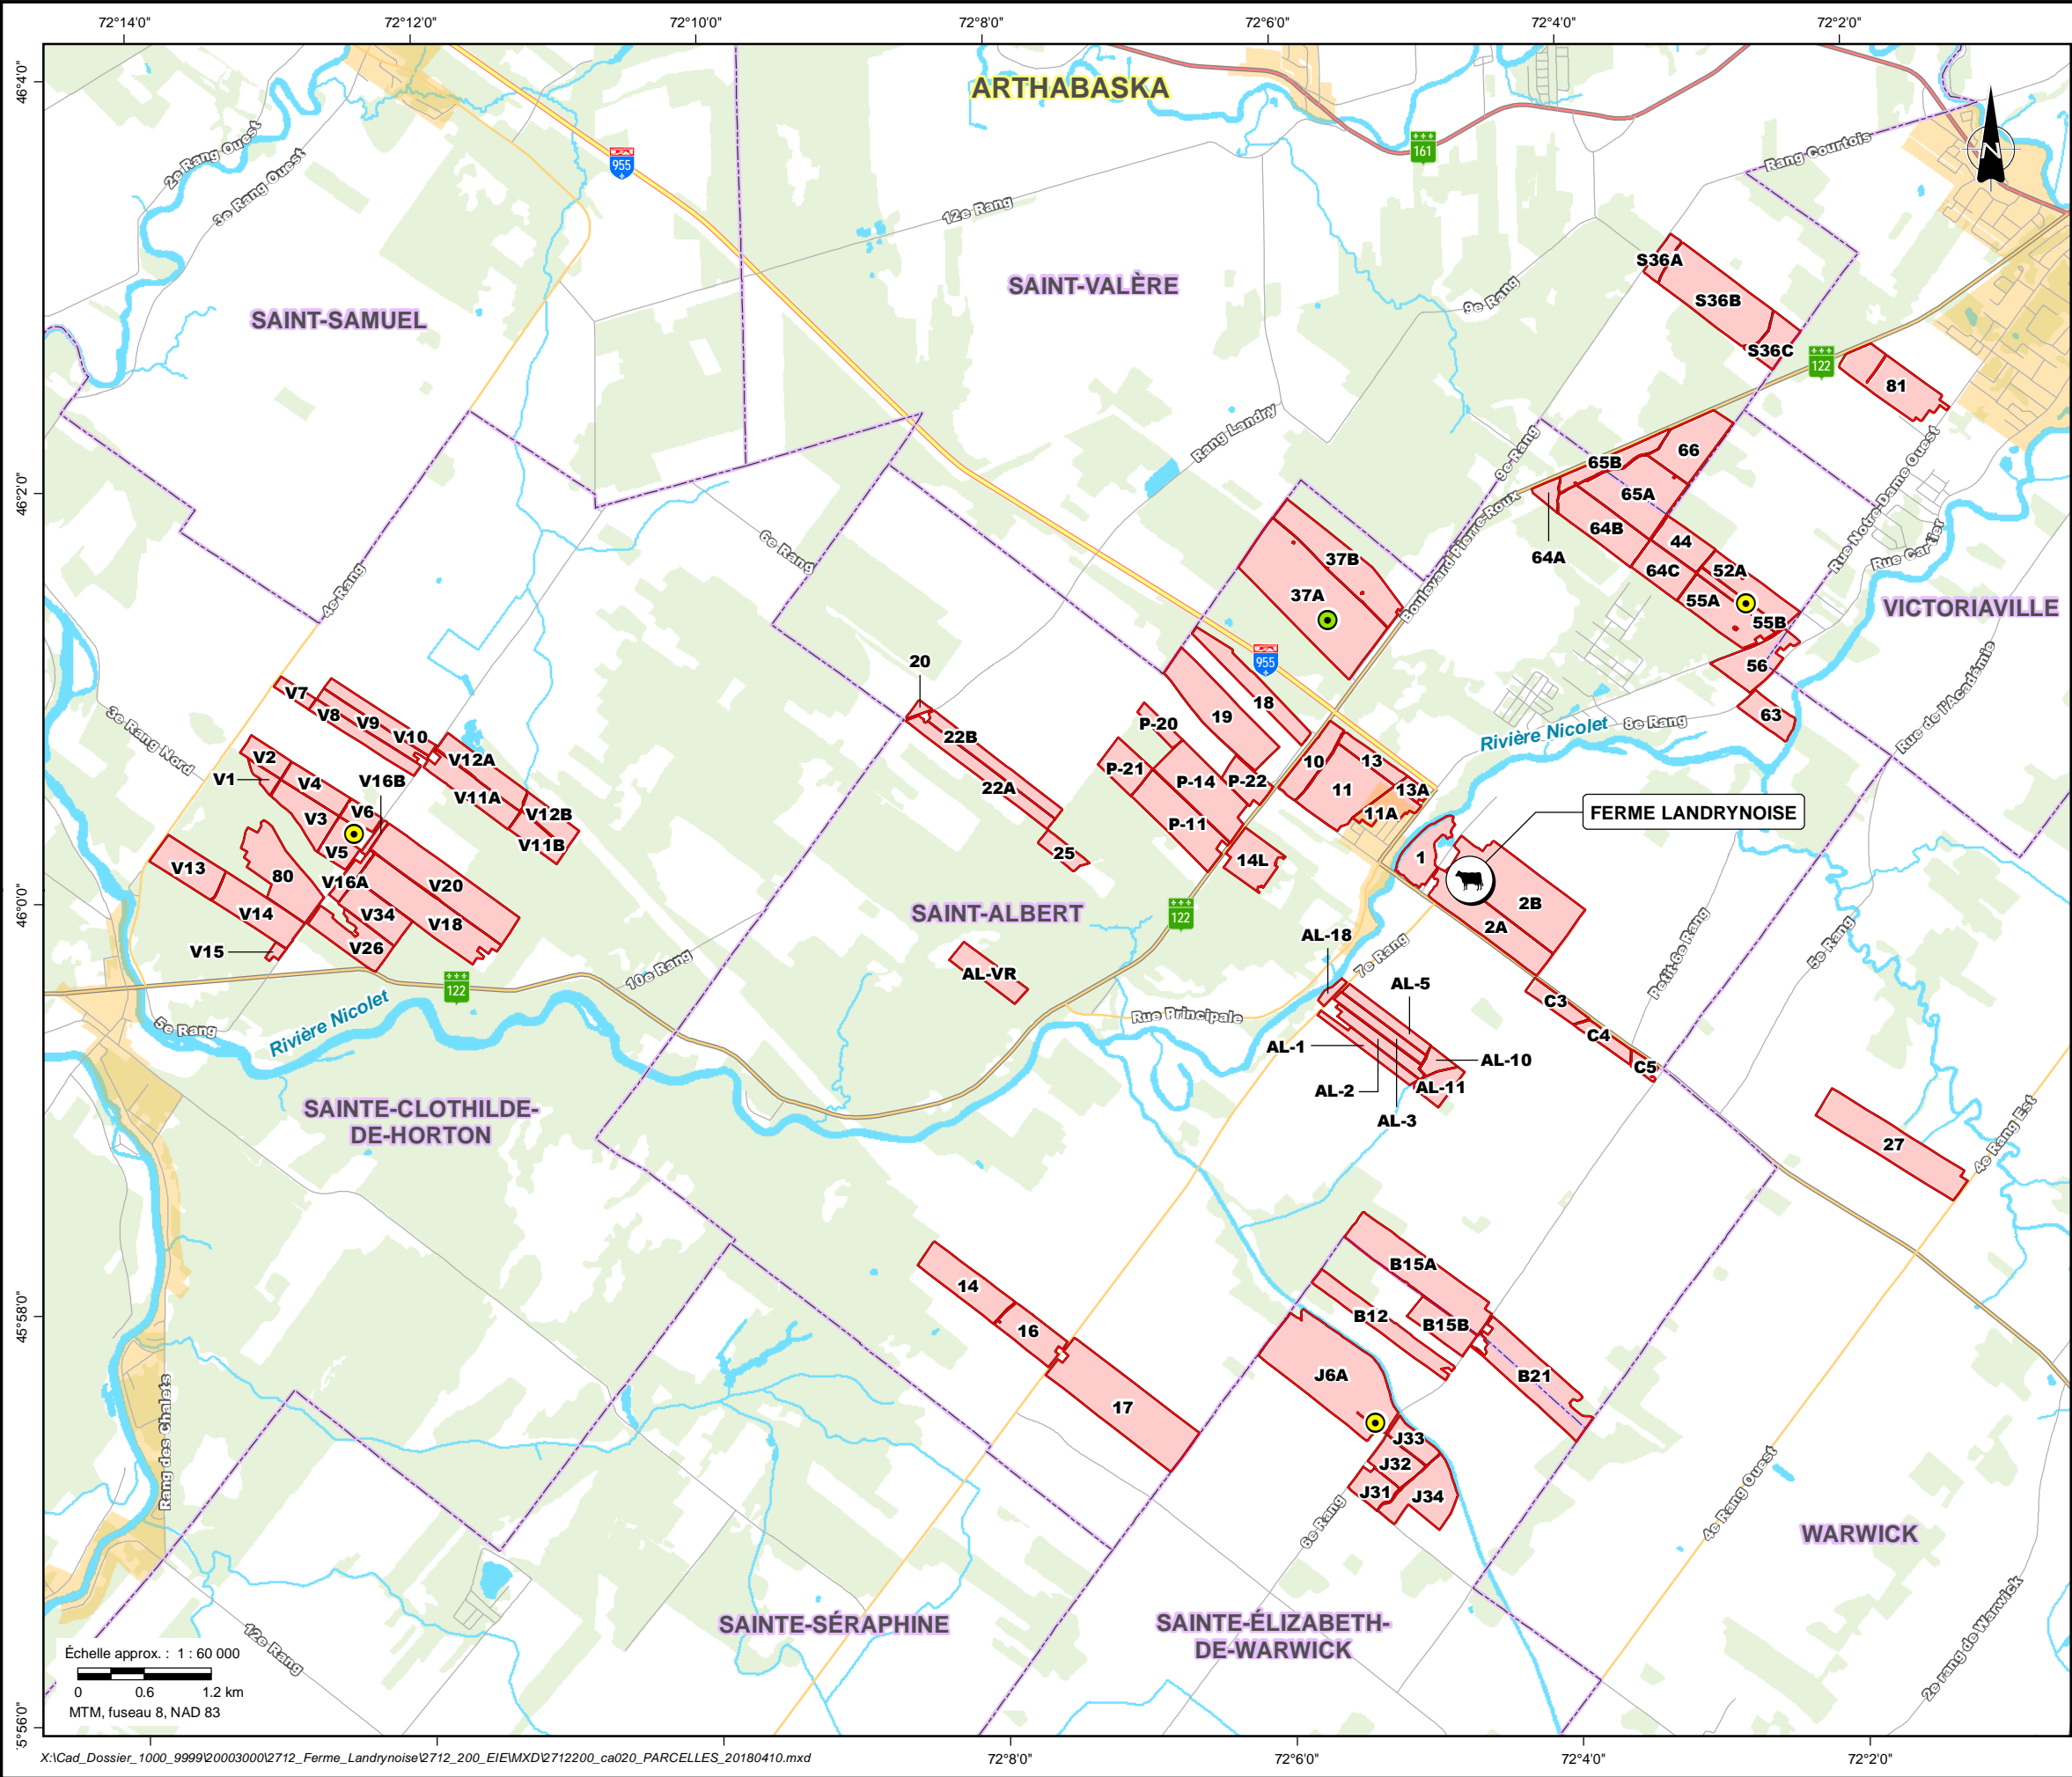 72°14'0"
72°12'0"
72°10'0"
72°8'0"
72°6'0"
72°4'0"
72°2'0"
46°4'0"
ARTHABASKA
161
Rang Courtois
2e Rang Ouest
3e Rang Ouest
955
12e Rang
N
S36A
SAINT-VALÈRE
SAINT-SAMUEL
9e Rang
S36B
S36C
122
81
Rang Landry
9e Rang
66
65B
46°2'0"
65A
Boulevard-Pierre-Roux
64B
64A
44
Rue Notre-Dame Ouest
Rue Cartier
6e Rang
37B
64C
52A
4e Rang
37A
55A
55B
VICTORIAVILLE
955
56
20
V7
V8
V9
V10
3e Rang Nord
18
19
P-20
63
8e Rang
Rivière Nicolet
Rue de l'Académie
22B
V2
V1
V4
V16B
V12A
P-21
P-14
P-22
10
13
11
13A
11A
22A
V11A
V12B
V6
V3
V5
V11B
P-11
FERME LANDRYNOISE
25
14L
1
V13
80
V16A
V20
46°0'0"
V14
V34
V18
SAINT-ALBERT
122
2B
2A
V15
V26
AL-18
7e Rang
Petit-6e Rang
5e Rang
10e Rang
AL-VR
122
AL-5
C3
5e Rang
Rivière Nicolet
Rue Principale
C4
AL-1
AL-10
C5
AL-2
AL-11
AL-3
SAINTE-CLOTHILDE-
DE-HORTON
27
4e Rang Est
14
B15A
16
B12
B15B
J6A
B21
17
Rang des Chalets
J33
J32
J31
J34
6e Rang
4e Rang Ouest
WARWICK
SAINTE-SÉRAPHINE
SAINTE-ÉLIZABETH-
DE-WARWICK
2e rang de Warwick
12e Rang
45°58'0"
Échelle approx. : 1 : 60 000
0 0.6 1.2 km
MTM, fuseau 8, NAD 83
5°56'0"
X:\Cad_Dossier_1000_9999\20003000\2712_Ferme_Landrynoise\2712_200_EIE\MXD\2712200_ca020_PARCELLES_20180410.mxd
72°8'0"
72°6'0"
72°4'0"
72°2'0"